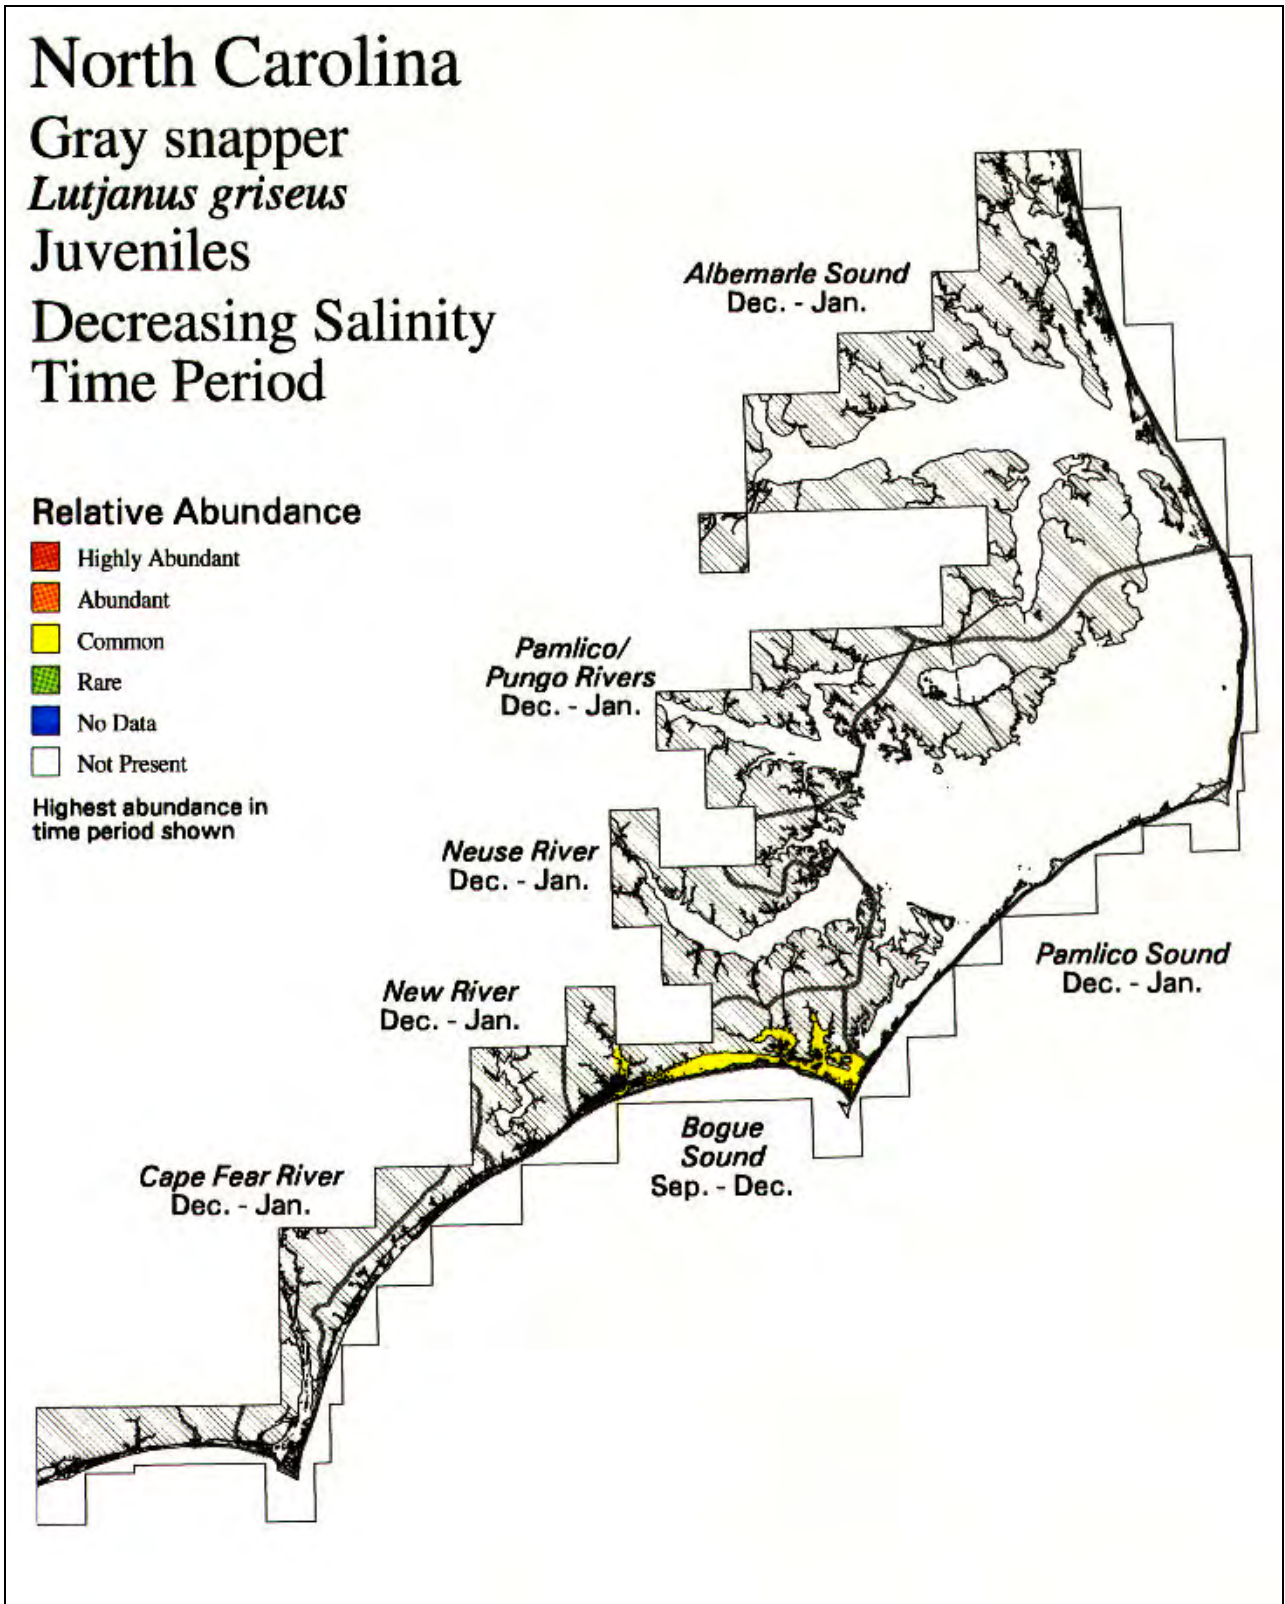 North Carolina
Gray snapper
Lutjanus griseus
Juveniles
Decreasing Salinity
Time Period
Relative Abundance
Highly Abundant
Abundant
Common
Rare
No Data
Not Present
Highest abundance in
time period shown
Albemarle Sound
Dec. - Jan.
Pamlico/
Pungo Rivers
Dec. - Jan.
Neuse River
Dec. - Jan.
Pamlico Sound
Dec. - Jan.
New River
Dec. - Jan.
Bogue
Sound
Sep. - Dec.
Cape Fear River
Dec. - Jan.